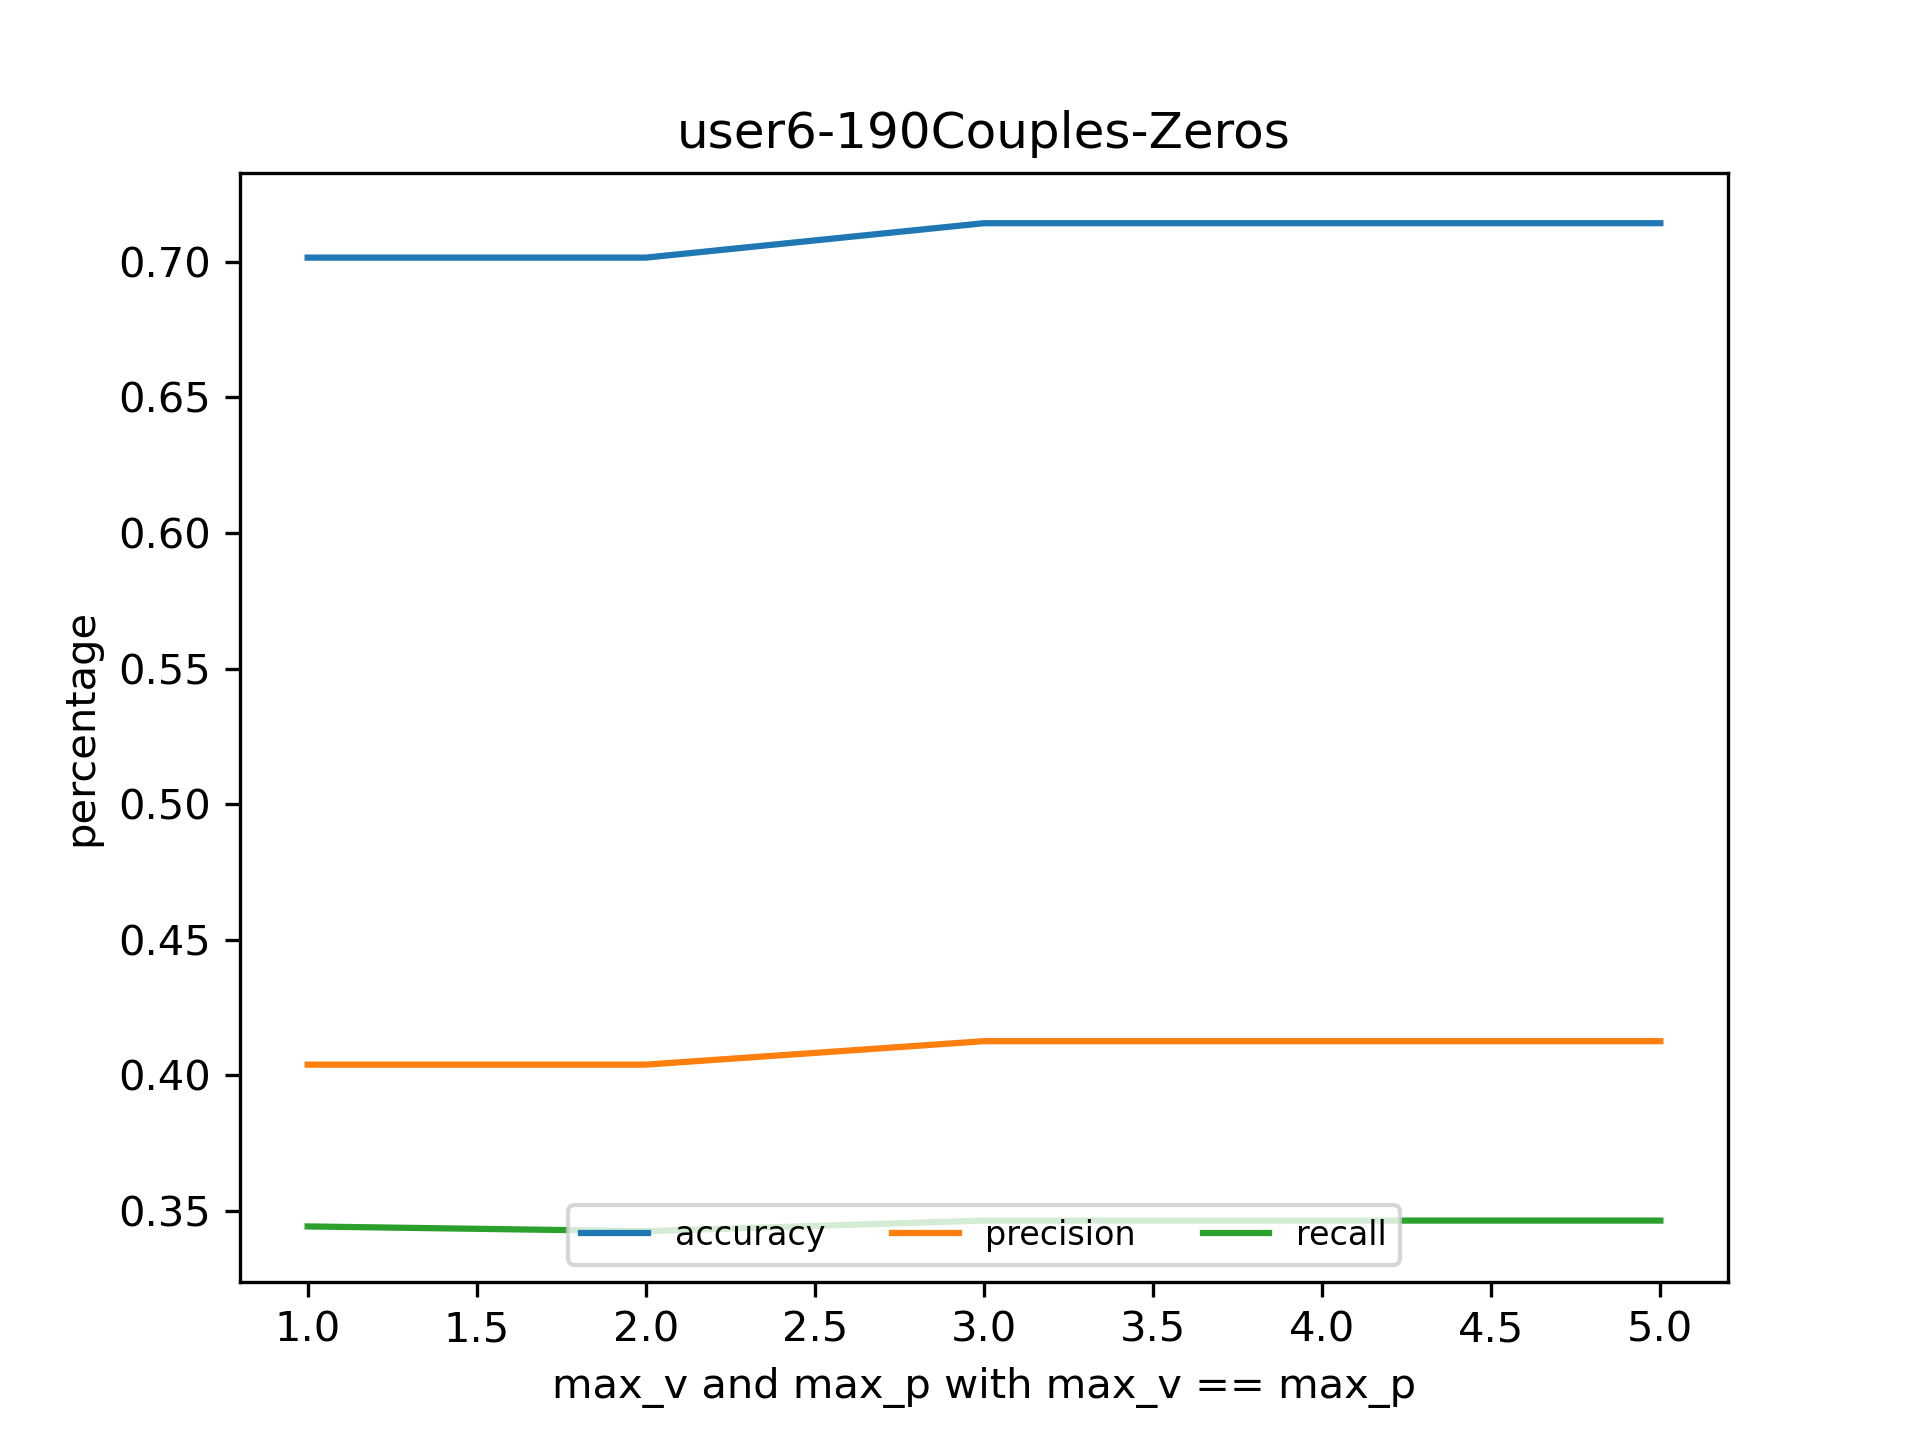 user6-190Couples-Zeros
percentage
0.70
0.65
0.60
0.55
0.50
0.45
0.40
0.35
accuracy precision recall
1.0 1.5 2.0 2.5 3.0 3.5 4.0 4.5 5.0
max_v and max_p with max_v == max_p